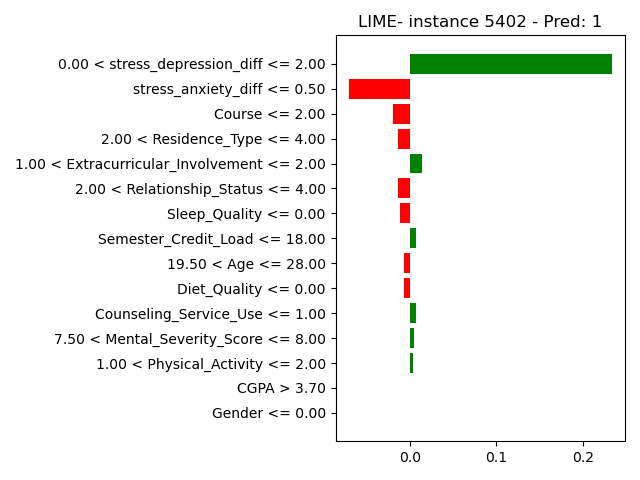 LIME- instance 5402 - Pred: 1
0.00 < stress_depression_diff <= 2.00
stress_anxiety_diff <= 0.50
Course <= 2.00
2.00 < Residence_Type <= 4.00
1.00 < Extracurricular_Involvement <= 2.00
2.00 < Relationship_Status <= 4.00
Sleep_Quality <= 0.00
Semester_Credit_Load <= 18.00
19.50 < Age <= 28.00
Diet_Quality <= 0.00
Counseling_Service_Use <= 1.00
7.50 < Mental_Severity_Score <= 8.00
1.00 < Physical_Activity <= 2.00
CGPA > 3.70
Gender <= 0.00
0.0 0.1 0.2